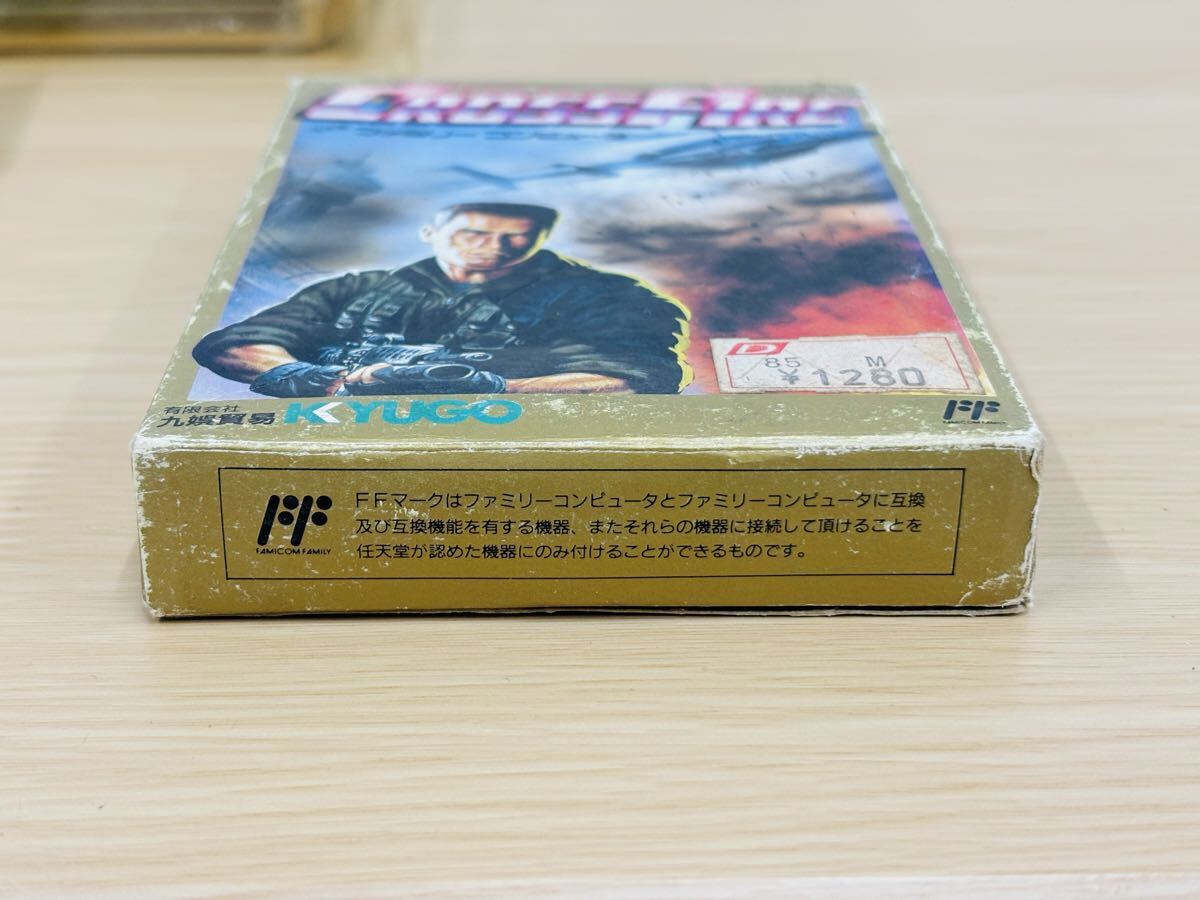 CROSS FIRE
85 M
¥1280
有限会社
九娯貿易 KYUGO
FF
FAMICOM FAMILY
FF
FAMICOM FAMILY
FFマークはファミリーコンピュータとファミリーコンピュータに互換
及び互換機能を有する機器、またそれらの機器に接続して頂けることを
任天堂が認めた機器にのみ付けることができるものです。